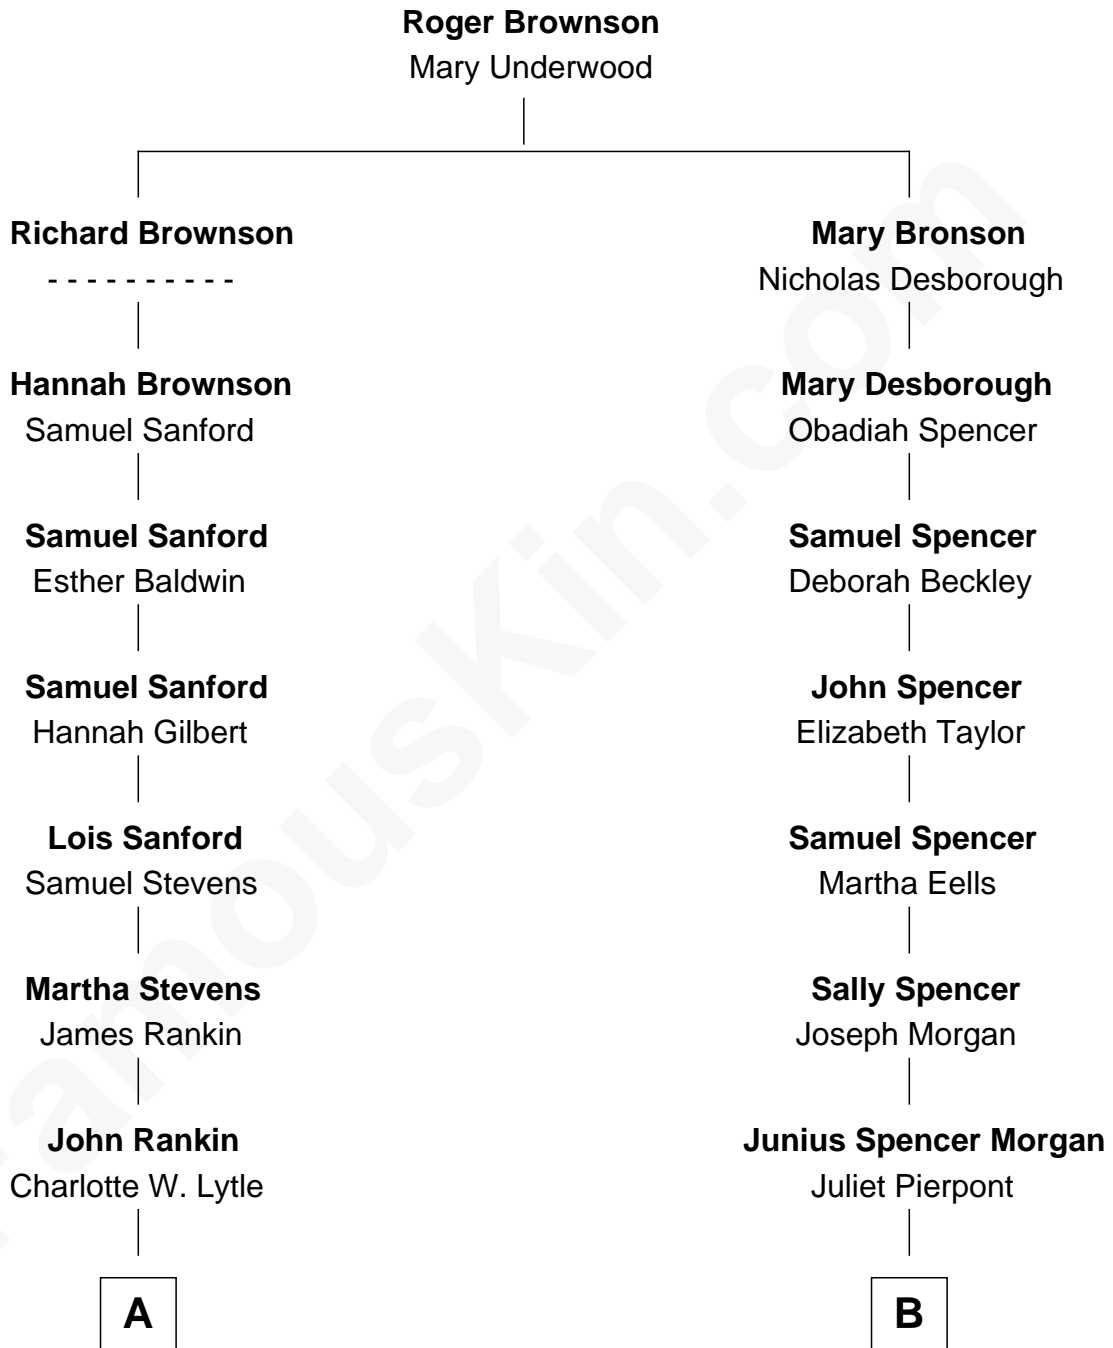 Roger Brownson
Mary Underwood
Richard Brownson
- - - - - - - - - -
Mary Bronson
Nicholas Desborough
Hannah Brownson
Samuel Sanford
Mary Desborough
Obadiah Spencer
Samuel Sanford
Esther Baldwin
Samuel Spencer
Deborah Beckley
Samuel Sanford
Hannah Gilbert
John Spencer
Elizabeth Taylor
Lois Sanford
Samuel Stevens
Samuel Spencer
Martha Eells
Martha Stevens
James Rankin
Sally Spencer
Joseph Morgan
John Rankin
Charlotte W. Lytle
Junius Spencer Morgan
Juliet Pierpont
A
B
FamousKin.com